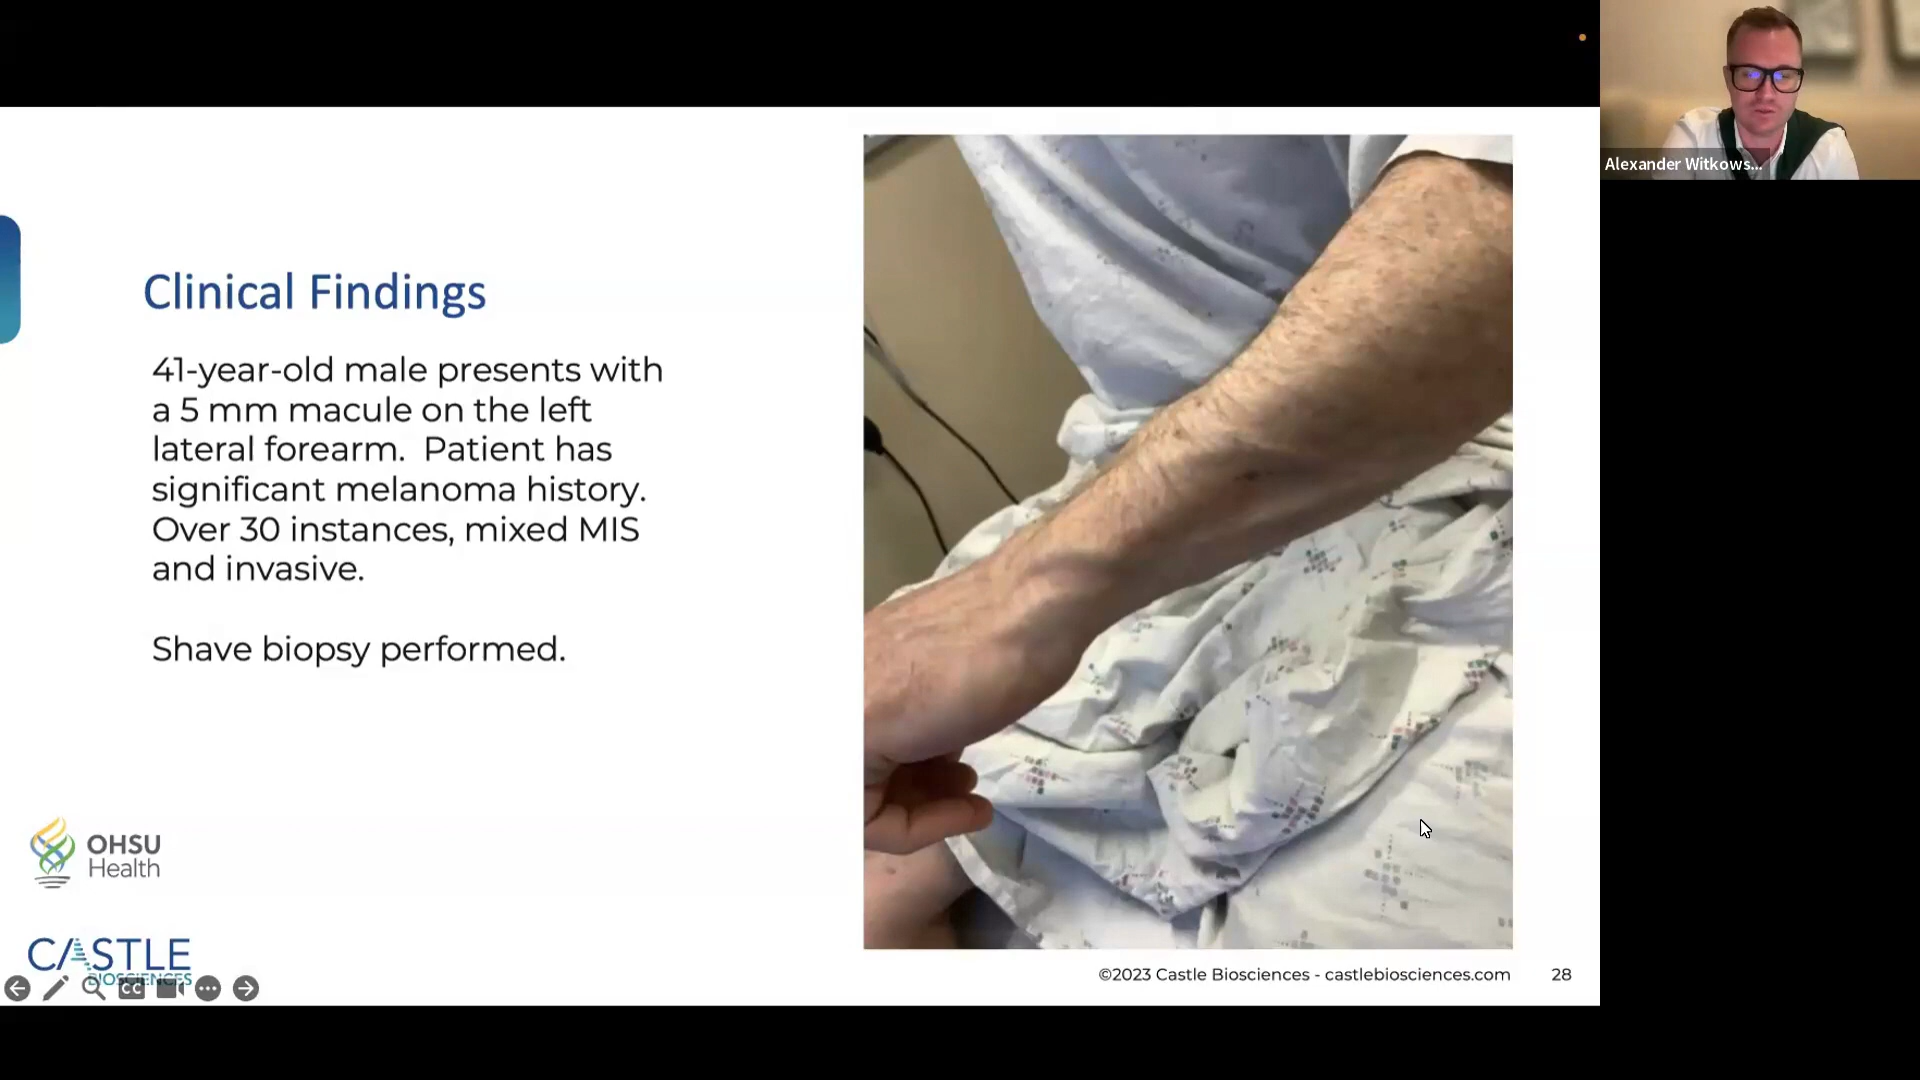 Alexander Witkows...
Clinical Findings
41-year-old male presents with
a 5 mm macule on the left
lateral forearm. Patient has
significant melanoma history.
Over 30 instances, mixed MIS
and invasive.
Shave biopsy performed.
OHSU
Health
CASTLE
BIOSCIENCES
CC
©2023 Castle Biosciences - castlebiosciences.com
28